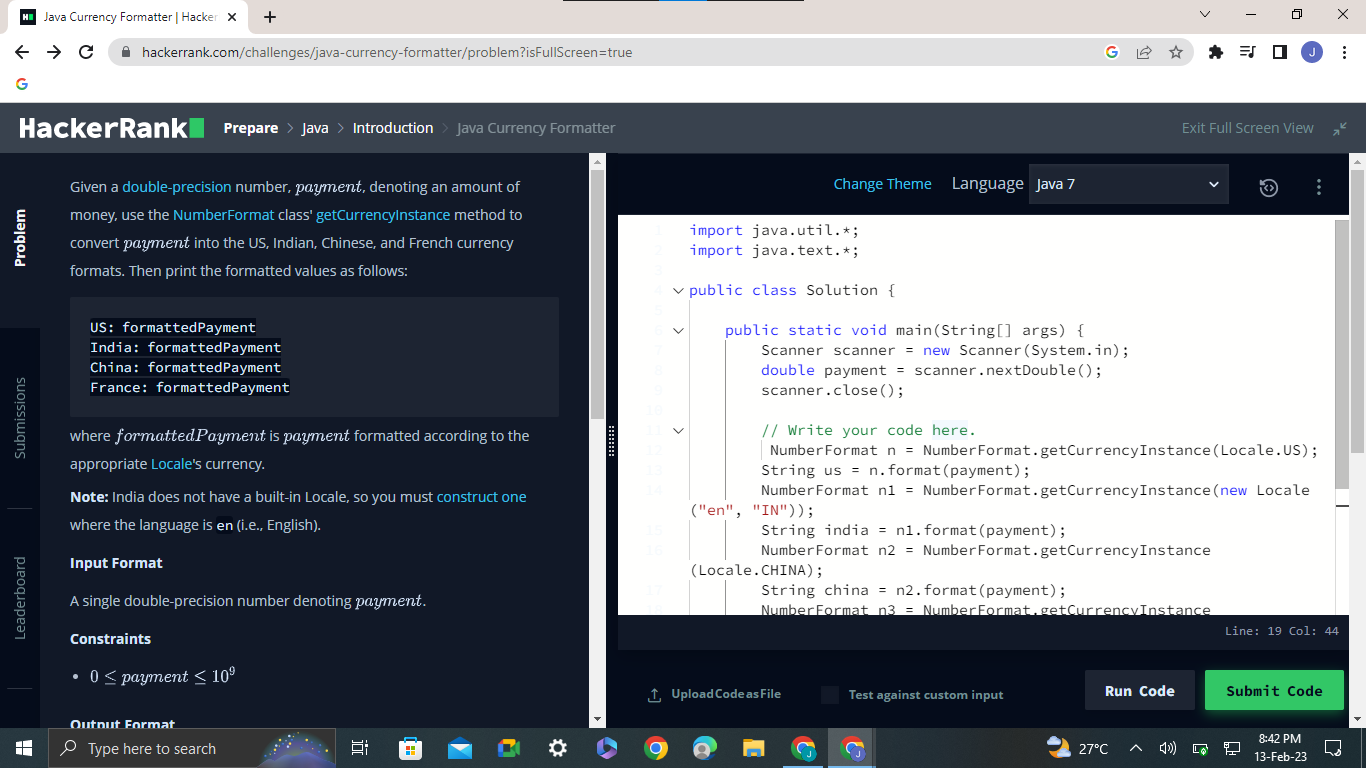 Java Currency Formatter | Hacker
hackerrank.com/challenges/java-currency-formatter/problem?isFullScreen=true
J
HackerRank
Prepare > Java > Introduction > Java Currency Formatter
Exit Full Screen View
Problem
Submissions
Leaderboard
Given a double-precision number, payment, denoting an amount of
money, use the NumberFormat class' getCurrencyInstance method to
convert payment into the US, Indian, Chinese, and French currency
formats. Then print the formatted values as follows:
US: formattedPayment
India: formattedPayment
China: formattedPayment
France: formattedPayment
where formattedPayment is payment formatted according to the
appropriate Locale's currency.
Note: India does not have a built-in Locale, so you must construct one
where the language is en (i.e., English).
Input Format
A single double-precision number denoting payment.
Constraints
• 0 ≤ payment ≤ 10⁹
Output Format
Change Theme
Language
Java 7
1 import java.util.*;
2 import java.text.*;
3
4 public class Solution {
5
6 public static void main(String[] args) {
7 Scanner scanner = new Scanner(System.in);
8 double payment = scanner.nextDouble();
9 scanner.close();
10
11 // Write your code here.
12 NumberFormat n = NumberFormat.getCurrencyInstance(Locale.US);
13 String us = n.format(payment);
14 NumberFormat n1 = NumberFormat.getCurrencyInstance(new Locale
("en", "IN"));
15 String india = n1.format(payment);
16 NumberFormat n2 = NumberFormat.getCurrencyInstance
(Locale.CHINA);
17 String china = n2.format(payment);
18 NumberFormat n3 = NumberFormat.getCurrencyInstance
Line: 19 Col: 44
Upload Code as File
Test against custom input
Run Code
Submit Code
Type here to search
27°C
8:42 PM
13-Feb-23